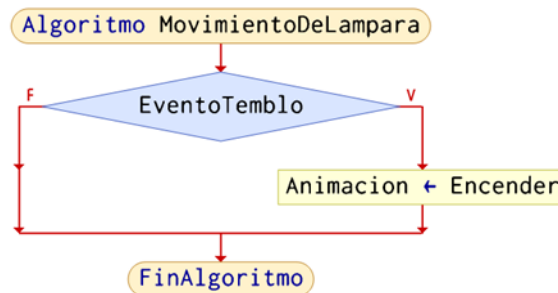 Algoritmo MovimientoDeLampara
EventoTemblo
F
V
Animacion ← Encender
FinAlgoritmo